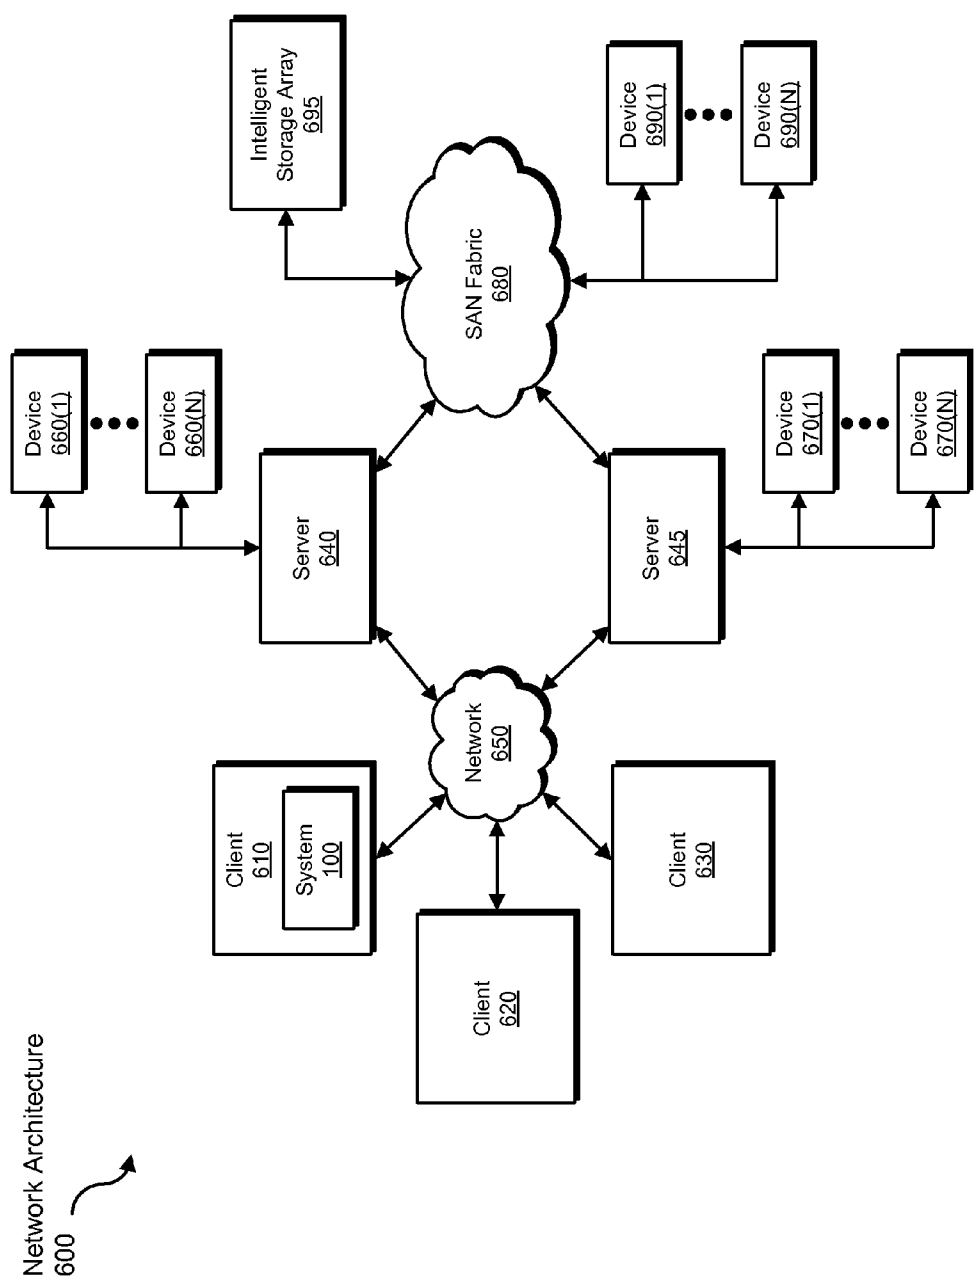 Network Architecture
600
Client
610
System
100
Client
620
Client
630
Network
650
Server
640
Server
645
Device
660(1)
Device
660(N)
Device
670(1)
Device
670(N)
SAN Fabric
680
Intelligent
Storage Array
695
Device
690(1)
Device
690(N)